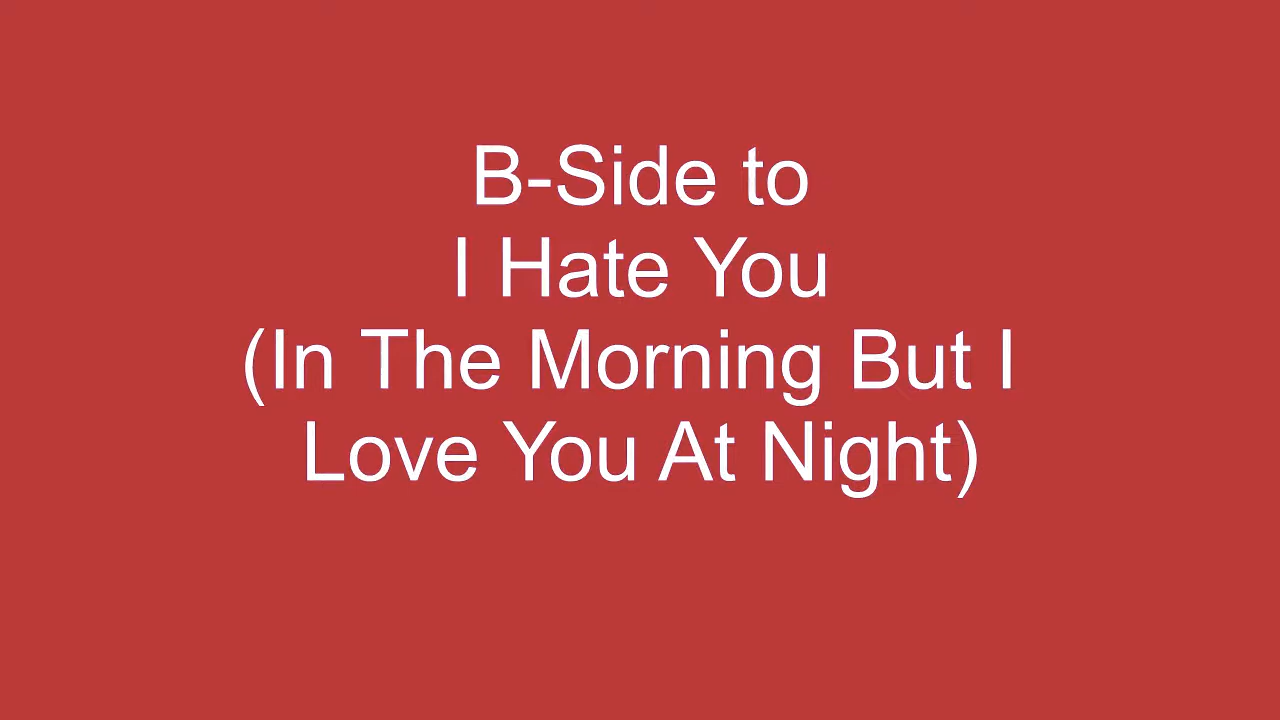 B-Side to
I Hate You
(In The Morning But I
Love You At Night)